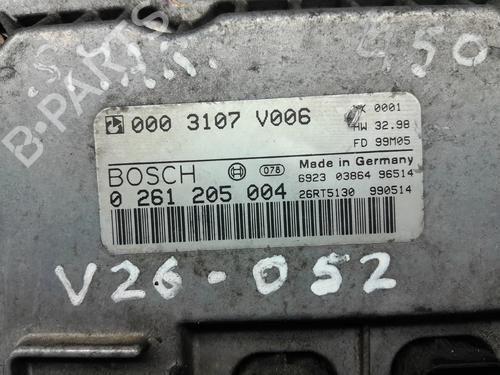 450
B-PARTS
000 3107 V006
X 0001
HW 32.98
FD 99M05
BOSCH 078 Made in Germany
6923 03864 96514
0 261 205 004 26RT5130 990514
V26-052